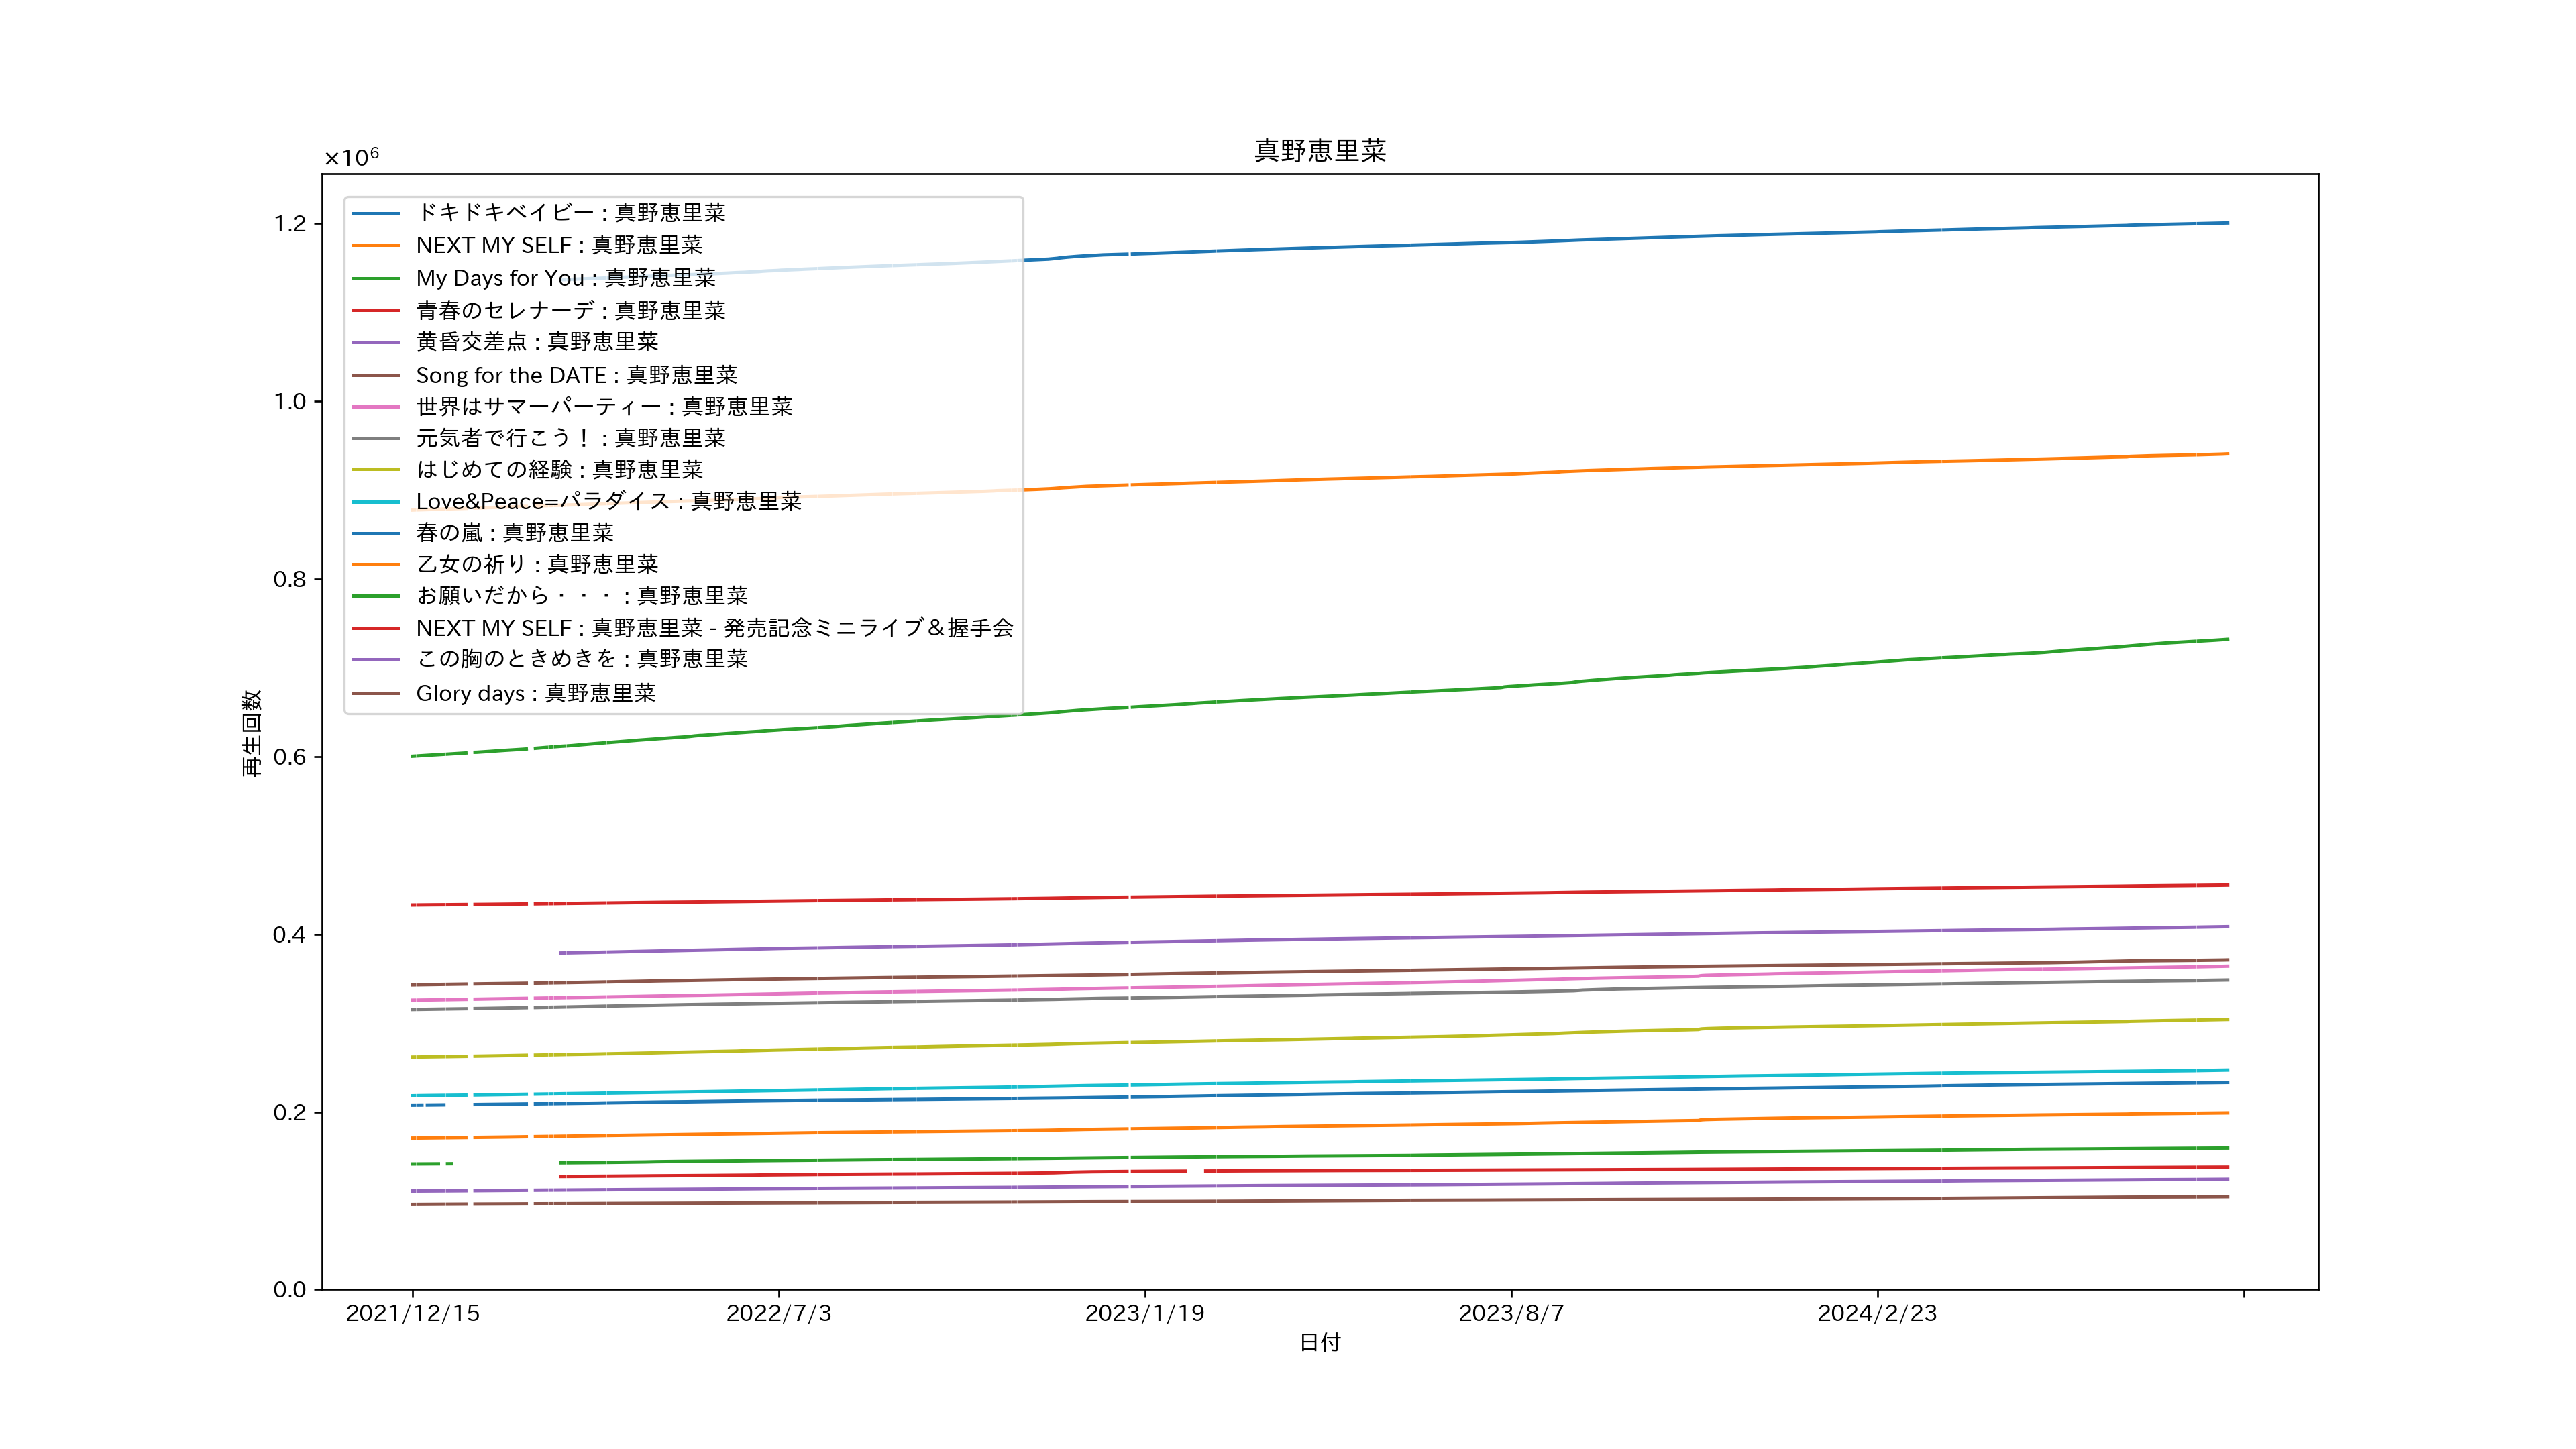 真野恵里菜
×10⁶
1.2
1.0
0.8
0.6
0.4
0.2
0.0
再生回数
ドキドキベイビー : 真野恵里菜
NEXT MY SELF : 真野恵里菜
My Days for You : 真野恵里菜
青春のセレナーデ : 真野恵里菜
黄昏交差点 : 真野恵里菜
Song for the DATE : 真野恵里菜
世界はサマーパーティー : 真野恵里菜
元気者で行こう！ : 真野恵里菜
はじめての経験 : 真野恵里菜
Love&Peace=パラダイス : 真野恵里菜
春の嵐 : 真野恵里菜
乙女の祈り : 真野恵里菜
お願いだから・・・ : 真野恵里菜
NEXT MY SELF : 真野恵里菜 - 発売記念ミニライブ＆握手会
この胸のときめきを : 真野恵里菜
Glory days : 真野恵里菜
2021/12/15 2022/7/3 2023/1/19 2023/8/7 2024/2/23
日付